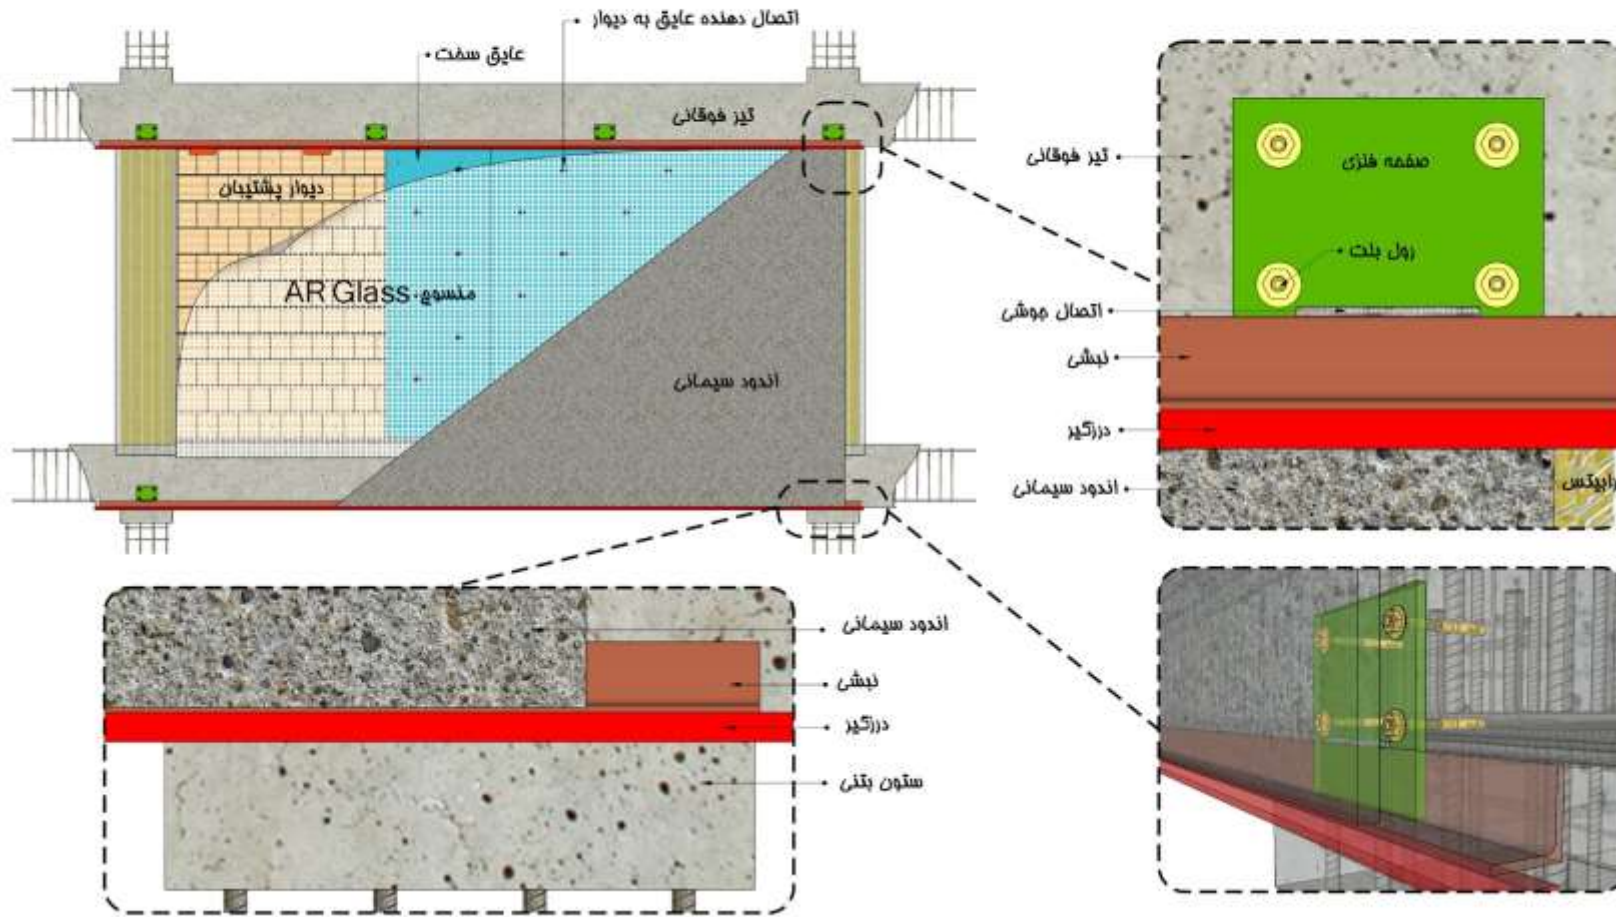 اتصال دهنده عایق به دیوار
عایق سخت
تیر فوقانی
دیوار پشتیبان
منسوج AR Glass
اندود سیمانی
تیر فوقانی
صفحه فلزی
رول بلت
اتصال جوشی
نبشی
درزگیر
اندود سیمانی
رابیتس
اندود سیمانی
نبشی
درزگیر
ستون بتنی